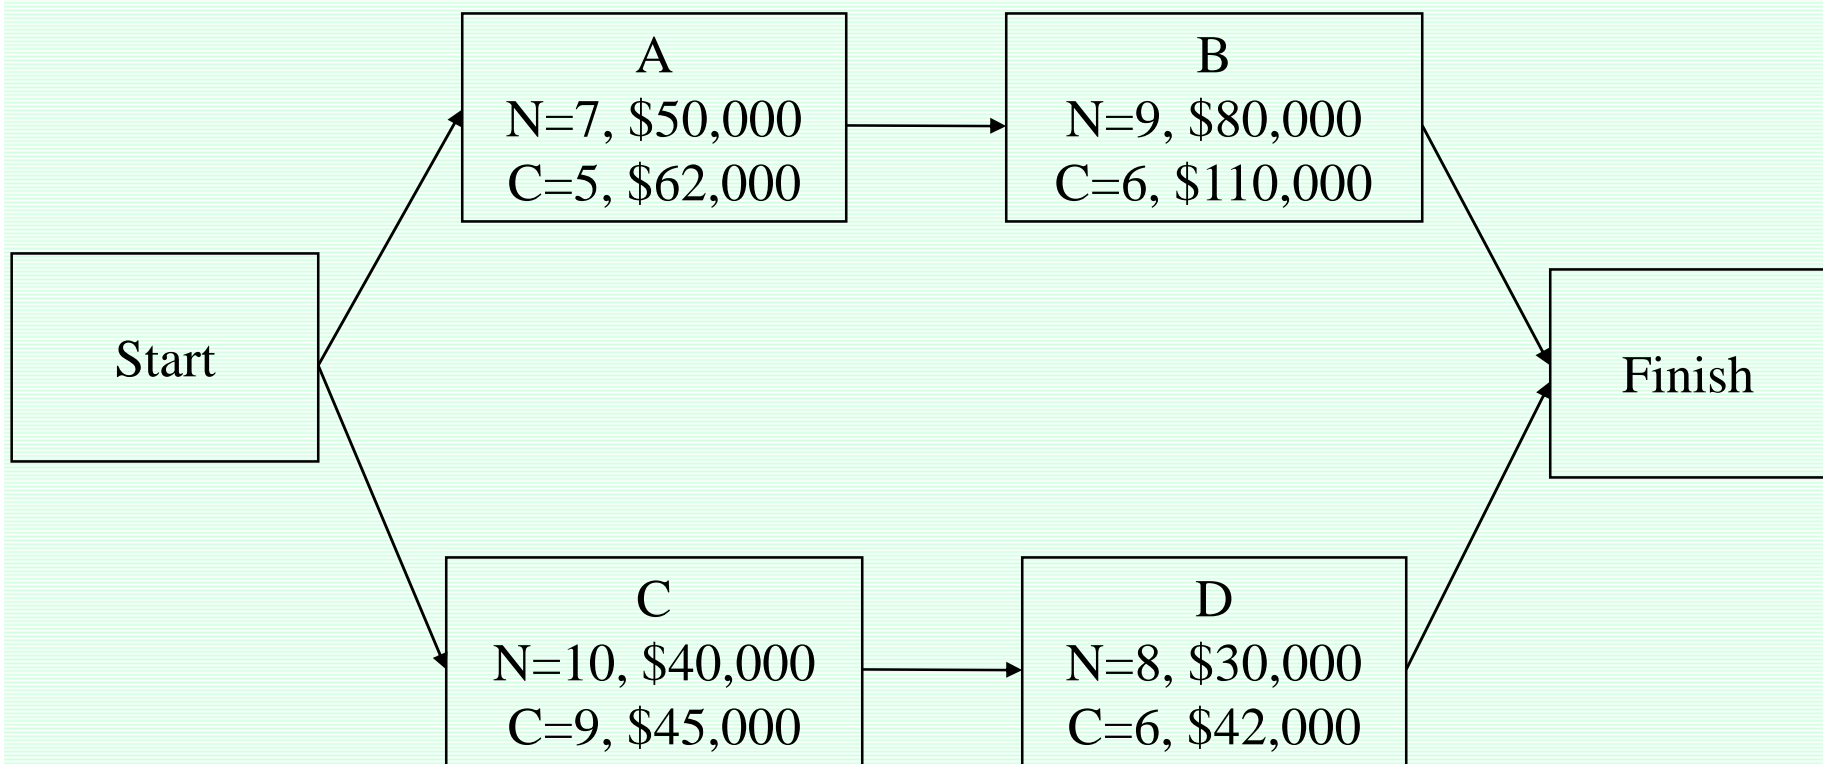 A
N=7, $50,000
C=5, $62,000
B
N=9, $80,000
C=6, $110,000
Start
Finish
C
N=10, $40,000
C=9, $45,000
D
N=8, $30,000
C=6, $42,000